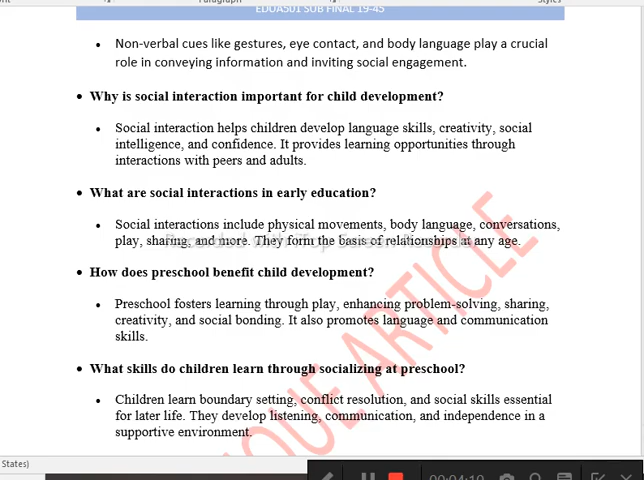 Paragraph
Styles
EDUA501 SUB FINAL 19-45
• Non-verbal cues like gestures, eye contact, and body language play a crucial
role in conveying information and inviting social engagement.
• Why is social interaction important for child development?
• Social interaction helps children develop language skills, creativity, social
intelligence, and confidence. It provides learning opportunities through
interactions with peers and adults.
• What are social interactions in early education?
• Social interactions include physical movements, body language, conversations,
play, sharing, and more. They form the basis of relationships at any age.
• How does preschool benefit child development?
• Preschool fosters learning through play, enhancing problem-solving, sharing,
creativity, and social bonding. It also promotes language and communication
skills.
• What skills do children learn through socializing at preschool?
• Children learn boundary setting, conflict resolution, and social skills essential
for later life. They develop listening, communication, and independence in a
supportive environment.
ARTICLE
States)
00:04:10